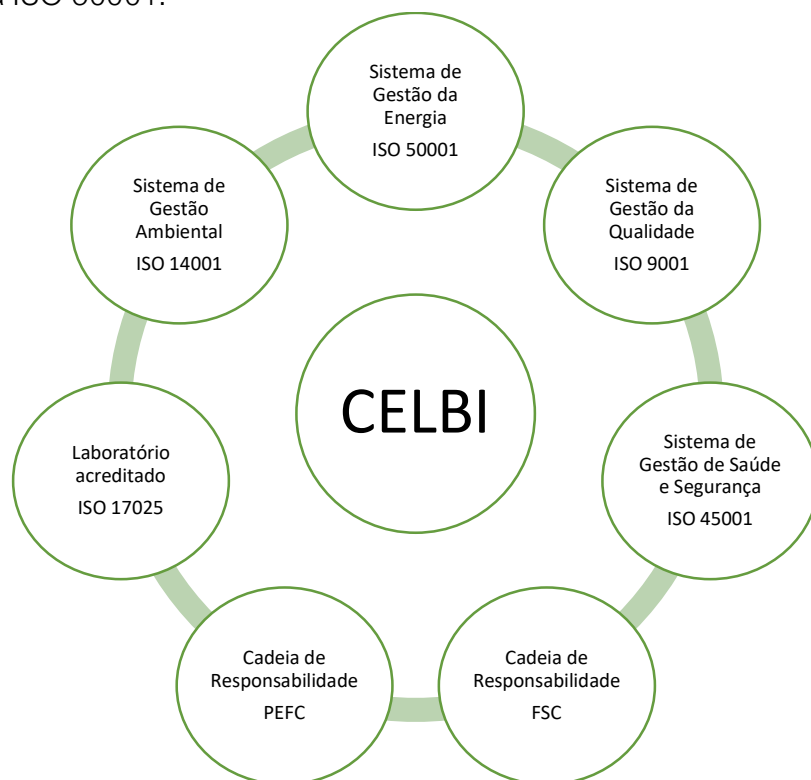 ISO 50001.
Sistema de
Gestão da
Energia
ISO 50001
Sistema de
Gestão da
Qualidade
ISO 9001
Sistema de
Gestão de Saúde
e Segurança
ISO 45001
Cadeia de
Responsabilidade
FSC
Cadeia de
Responsabilidade
PEFC
Laboratório
acreditado
ISO 17025
Sistema de
Gestão
Ambiental
ISO 14001
CELBI